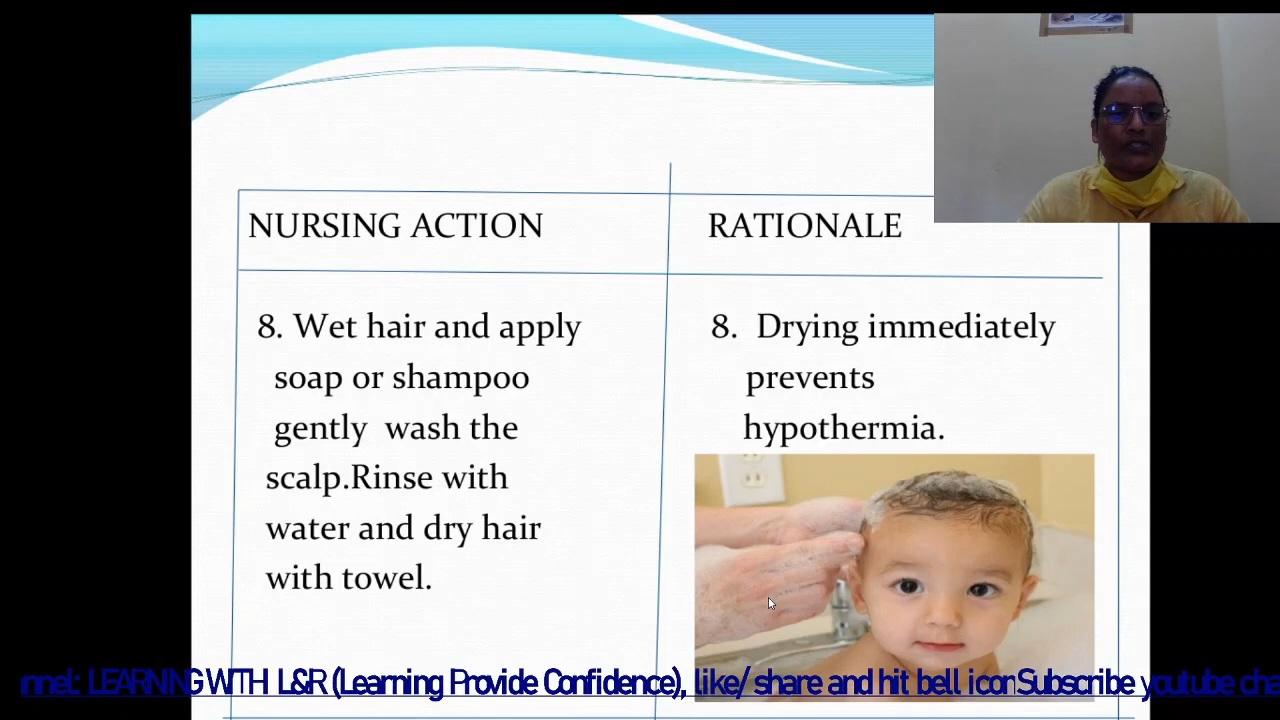 NURSING ACTION
RATIONALE
8. Wet hair and apply
soap or shampoo
gently wash the
scalp.Rinse with
water and dry hair
with towel.
8. Drying immediately
prevents
hypothermia.
nnel: LEARNING WITH L&R (Learning Provide Confidence), like/ share and hit bell iconSubscribe youtube cha